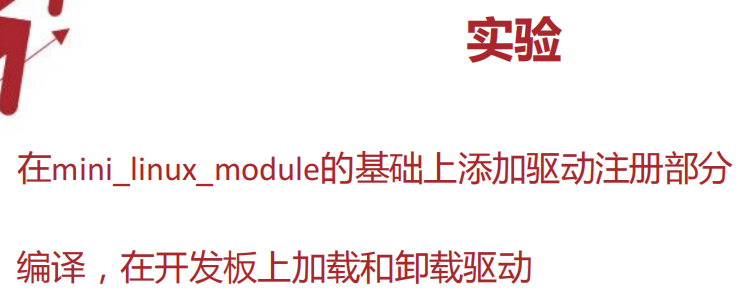 实验
在mini_linux_module的基础上添加驱动注册部分
编译，在开发板上加载和卸载驱动